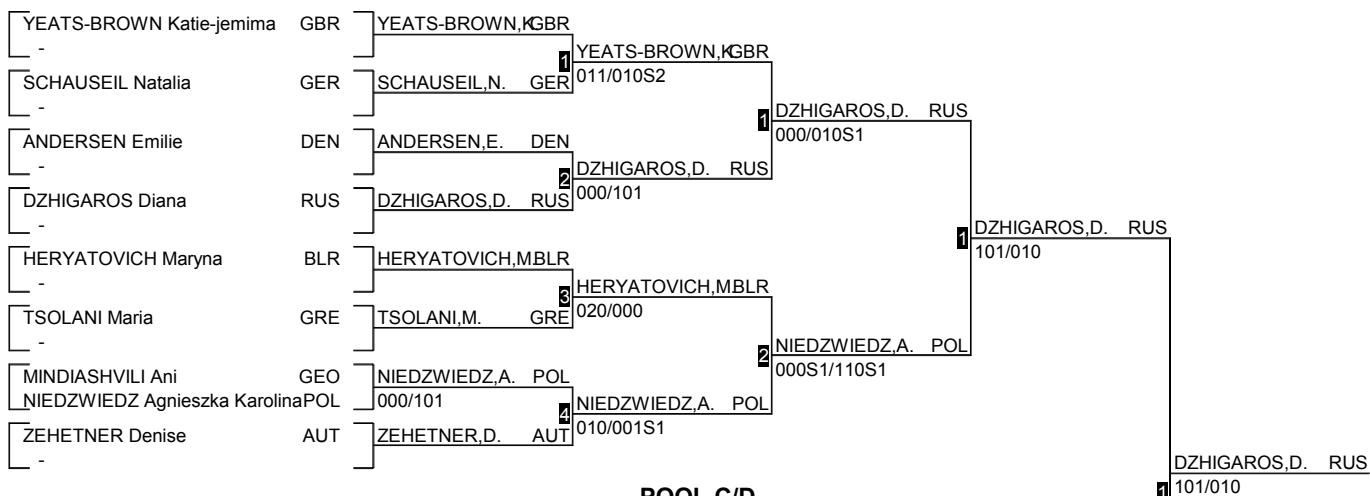 YEATS-BROWN Katie-jemima GBR
-
SCHAUSEIL Natalia GER
-
ANDERSEN Emilie DEN
-
DZHIGAROS Diana RUS
-
HERYATOVICH Maryna BLR
-
TSOLANI Maria GRE
-
MINDIASHVILI Ani GEO
NIEDZWIEDZ Agnieszka Karolina POL
ZEHETNER Denise AUT
-
YEATS-BROWN,K GBR
SCHAUSEIL,N. GER
ANDERSEN,E. DEN
DZHIGAROS,D. RUS
HERYATOVICH,M BLR
TSOLANI,M. GRE
NIEDZWIEDZ,A. POL
000/101
ZEHETNER,D. AUT
1
YEATS-BROWN,K GBR
011/010S2
2
DZHIGAROS,D. RUS
000/101
3
HERYATOVICH,M BLR
020/000
4
NIEDZWIEDZ,A. POL
010/001S1
1
DZHIGAROS,D. RUS
000/010S1
2
NIEDZWIEDZ,A. POL
000S1/110S1
1
DZHIGAROS,D. RUS
101/010
DZHIGAROS,D. RUS
1
101/010
POOL C/D